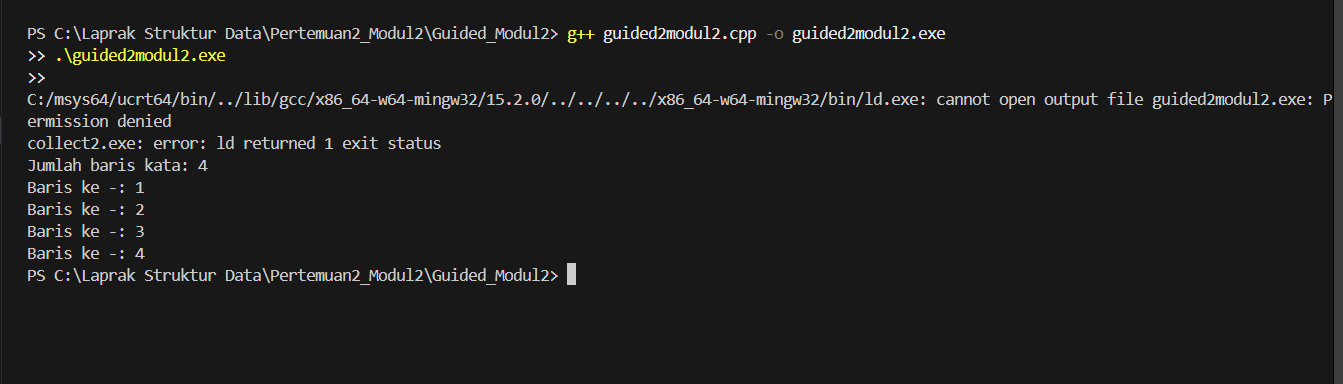 PS C:\Laprak Struktur Data\Pertemuan2_Modul2\Guided_Modul2> g++ guided2modul2.cpp -o guided2modul2.exe
>> .\guided2modul2.exe
>>
C:/msys64/ucrt64/bin/../lib/gcc/x86_64-w64-mingw32/15.2.0/../../../../x86_64-w64-mingw32/bin/ld.exe: cannot open output file guided2modul2.exe: P
ermission denied
collect2.exe: error: ld returned 1 exit status
Jumlah baris kata: 4
Baris ke -: 1
Baris ke -: 2
Baris ke -: 3
Baris ke -: 4
PS C:\Laprak Struktur Data\Pertemuan2_Modul2\Guided_Modul2>